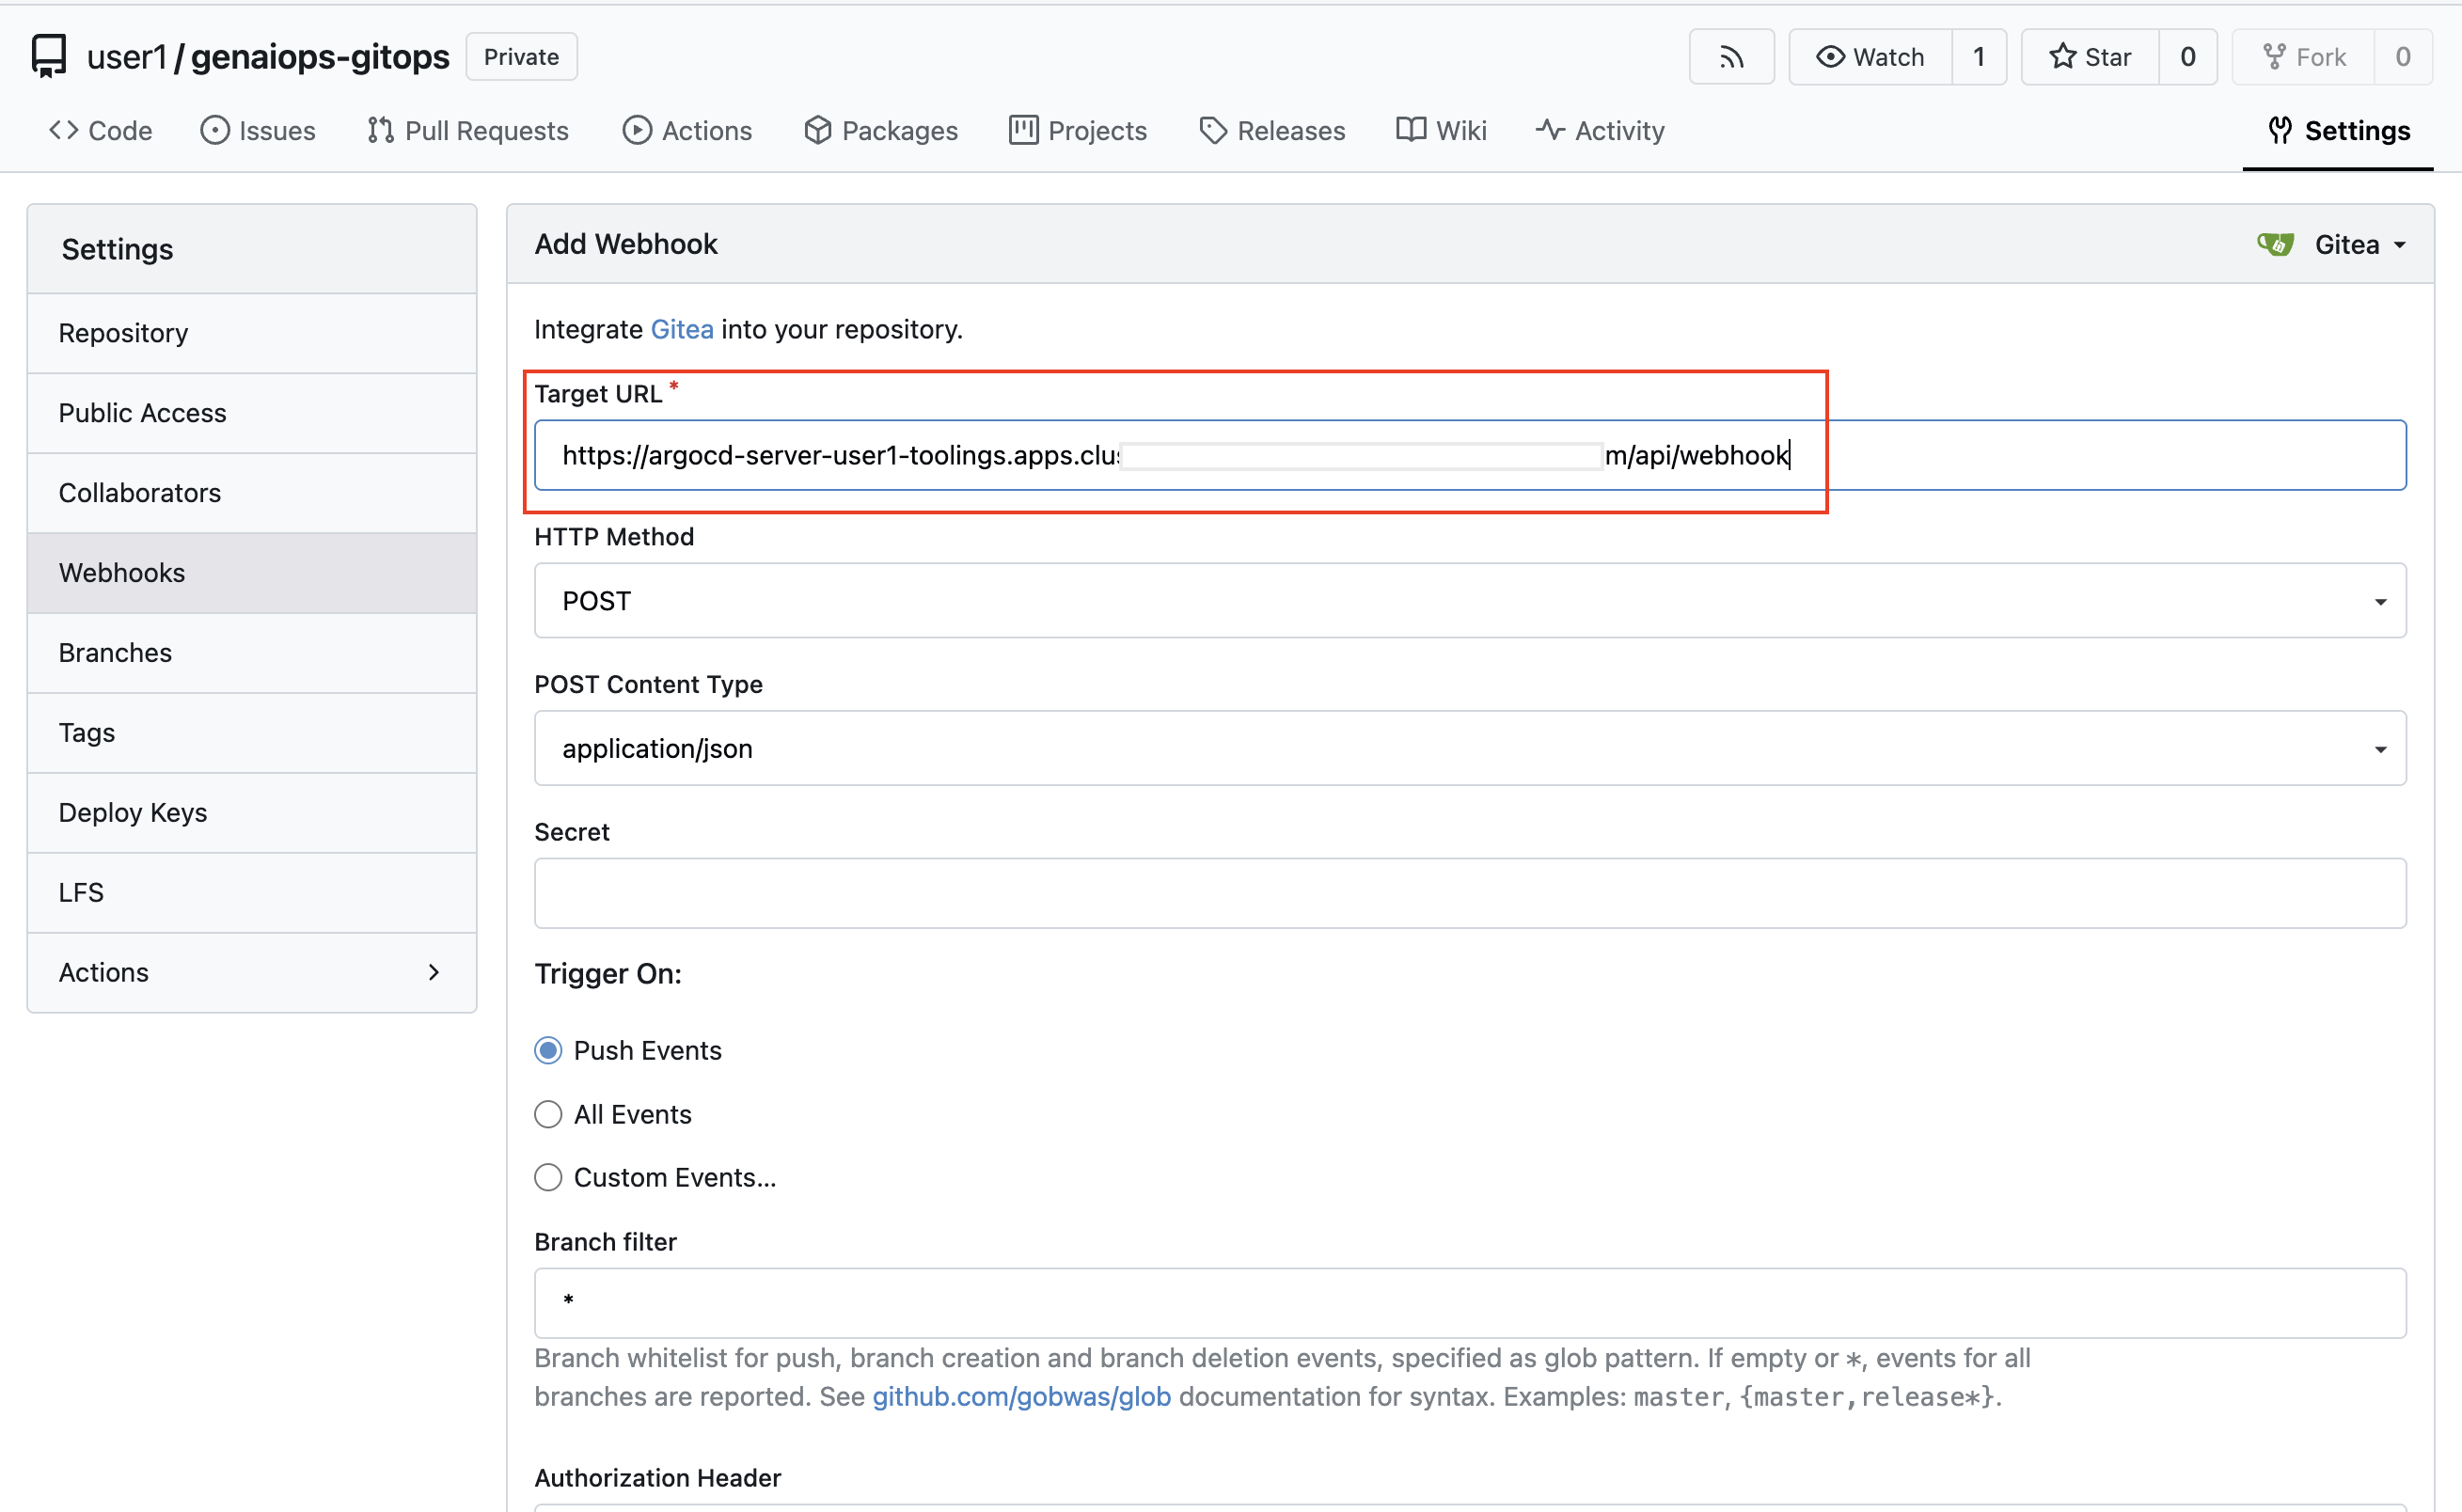 user1 / genaiops-gitops Private Watch 1 Star 0 Fork 0
Code Issues Pull Requests Actions Packages Projects Releases Wiki Activity Settings
Settings
Repository
Public Access
Collaborators
Webhooks
Branches
Tags
Deploy Keys
LFS
Actions
Add Webhook Gitea
Integrate Gitea into your repository.
Target URL *
https://argocd-server-user1-toolings.apps.clus m/api/webhook
HTTP Method
POST
POST Content Type
application/json
Secret
Trigger On:
Push Events
All Events
Custom Events...
Branch filter
*
Branch whitelist for push, branch creation and branch deletion events, specified as glob pattern. If empty or *, events for all
branches are reported. See github.com/gobwas/glob documentation for syntax. Examples: master, {master,release*}.
Authorization Header